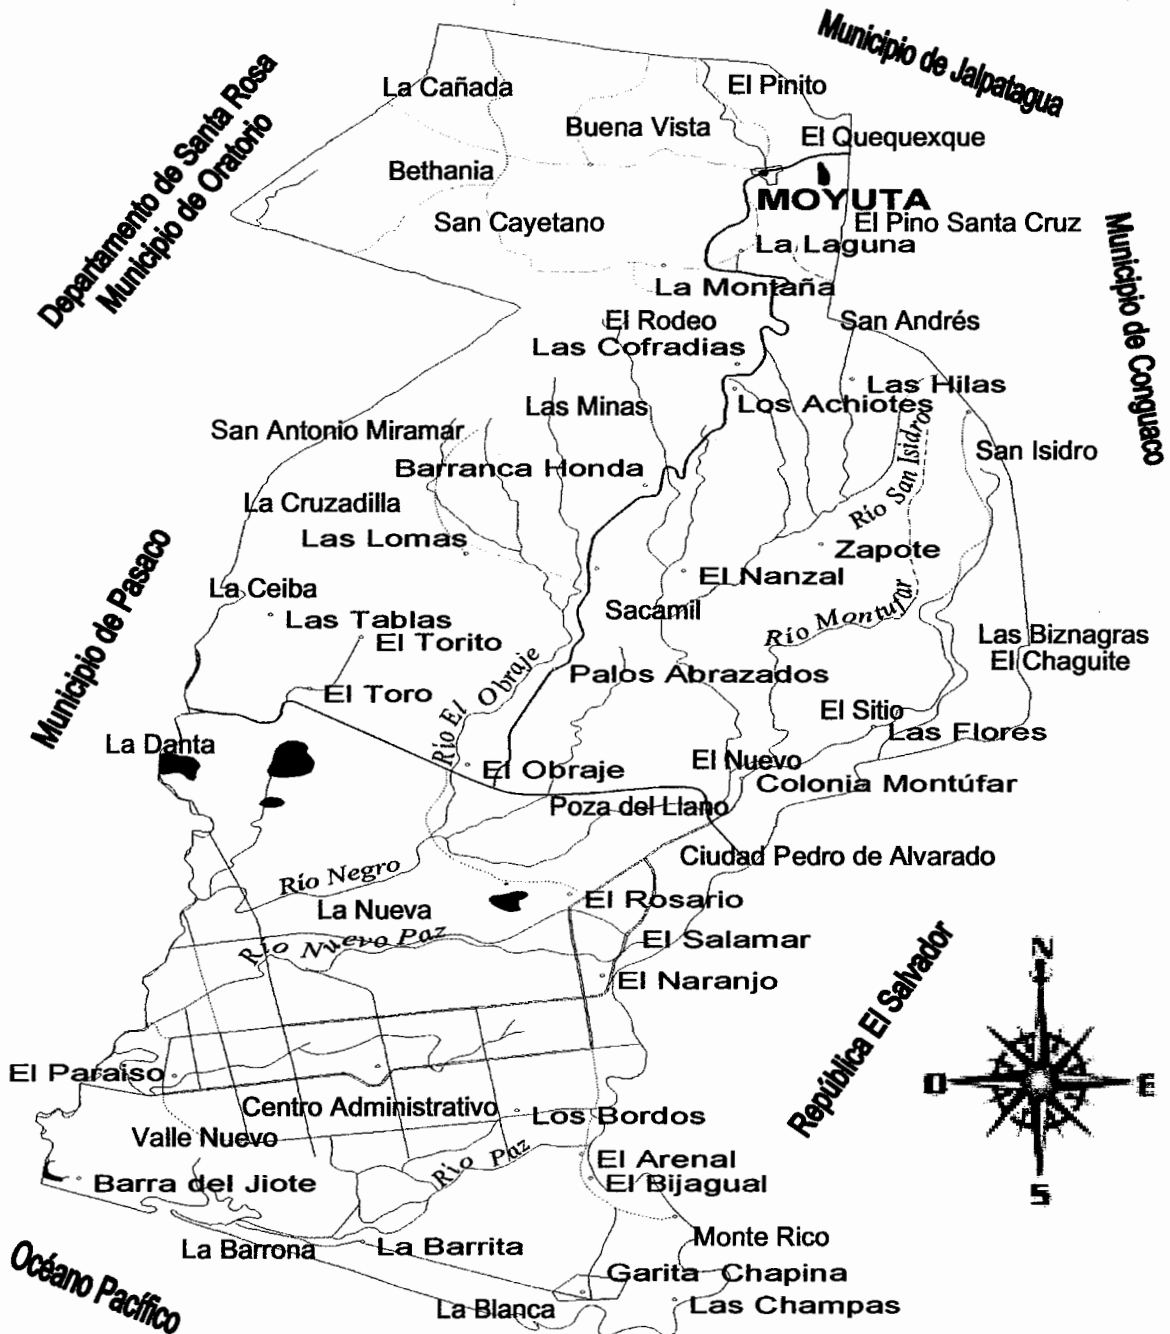 Municipio de Jalpatagua
Departamento de Santa Rosa
Municipio de Oratorio
La Cañada
El Pinito
Buena Vista
El Quequexque
Bethania
MOYUTA
San Cayetano
El Pino Santa Cruz
La Laguna
Municipio de Conguaco
La Montaña
El Rodeo
San Andrés
Las Cofradias
Las Hilas
Las Minas
Los Achiotes
San Antonio Miramar
San Isidro
Barranca Honda
Río San Isidro
La Cruzadilla
Las Lomas
Zapote
Municipio de Pasaco
La Ceiba
El Nanzal
Las Tablas
Sacamil
Río Montufar
El Torito
Las Biznagras
El Chaguite
Palos Abrazados
El Toro
Río El Obraje
El Sitio
Las Flores
La Danta
El Obraje
El Nuevo
Colonia Montúfar
Poza del Llano
Ciudad Pedro de Alvarado
Río Negro
La Nueva
El Rosario
Río Nuevo Paz
El Salamar
El Naranjo
República El Salvador
N
O
E
S
El Paraíso
Centro Administrativo
Los Bordos
Valle Nuevo
Río Paz
El Arenal
Barra del Jiote
El Bijagual
Monte Rico
La Barrona
La Barrita
Océano Pacífico
Garita Chapina
La Blanca
Las Champas